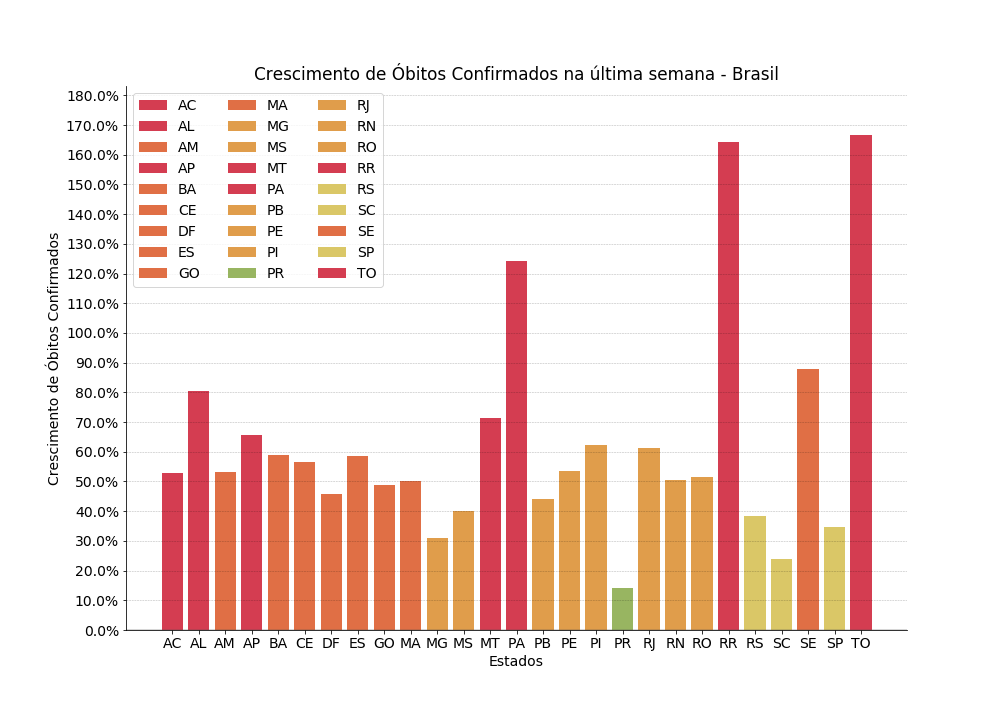 Crescimento de Óbitos Confirmados na última semana - Brasil
Crescimento de Óbitos Confirmados
180.0%
170.0%
160.0%
150.0%
140.0%
130.0%
120.0%
110.0%
100.0%
90.0%
80.0%
70.0%
60.0%
50.0%
40.0%
30.0%
20.0%
10.0%
0.0%
AC MA RJ
AL MG RN
AM MS RO
AP MT RR
BA PA RS
CE PB SC
DF PE SE
ES PI SP
GO PR TO
AC AL AM AP BA CE DF ES GO MA MG MS MT PA PB PE PI PR RJ RN RO RR RS SC SE SP TO
Estados